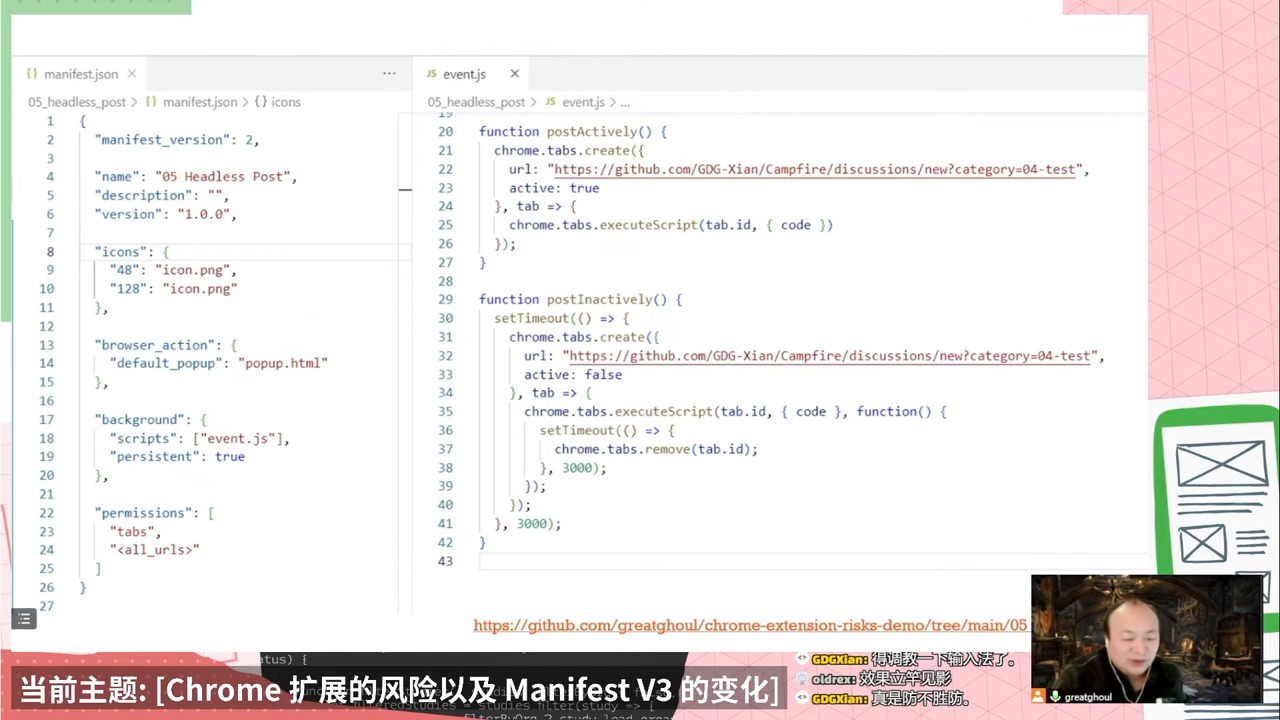 manifest.json
event.js
05_headless_post > manifest.json > icons
05_headless_post > event.js > ...
1 {
2 "manifest_version": 2,
3
4 "name": "05 Headless Post",
5 "description": "",
6 "version": "1.0.0",
7
8 "icons": {
9 "48": "icon.png",
10 "128": "icon.png"
11 },
12
13 "browser_action": {
14 "default_popup": "popup.html"
15 },
16
17 "background": {
18 "scripts": ["event.js"],
19 "persistent": true
20 },
21
22 "permissions": [
23 "tabs",
24 "<all_urls>"
25 ]
26 }
27
19
20 function postActively() {
21 chrome.tabs.create({
22 url: "https://github.com/GDG-Xian/Campfire/discussions/new?category=04-test",
23 active: true
24 }, tab => {
25 chrome.tabs.executeScript(tab.id, { code })
26 });
27 }
28
29 function postInactively() {
30 setTimeout(() => {
31 chrome.tabs.create({
32 url: "https://github.com/GDG-Xian/Campfire/discussions/new?category=04-test",
33 active: false
34 }, tab => {
35 chrome.tabs.executeScript(tab.id, { code }, function() {
36 setTimeout(() => {
37 chrome.tabs.remove(tab.id);
38 }, 3000);
39 });
40 });
41 }, 3000);
42 }
43
https://github.com/greatghoul/chrome-extension-risks-demo/tree/main/05
atus) {
当前主题: [Chrome 扩展的风险以及 Manifest V3 的变化]
GDGXian: 得调教一下输入法了。
oldrex: 效果立竿见影
GDGXian: 真是防不胜防。
greatghoul